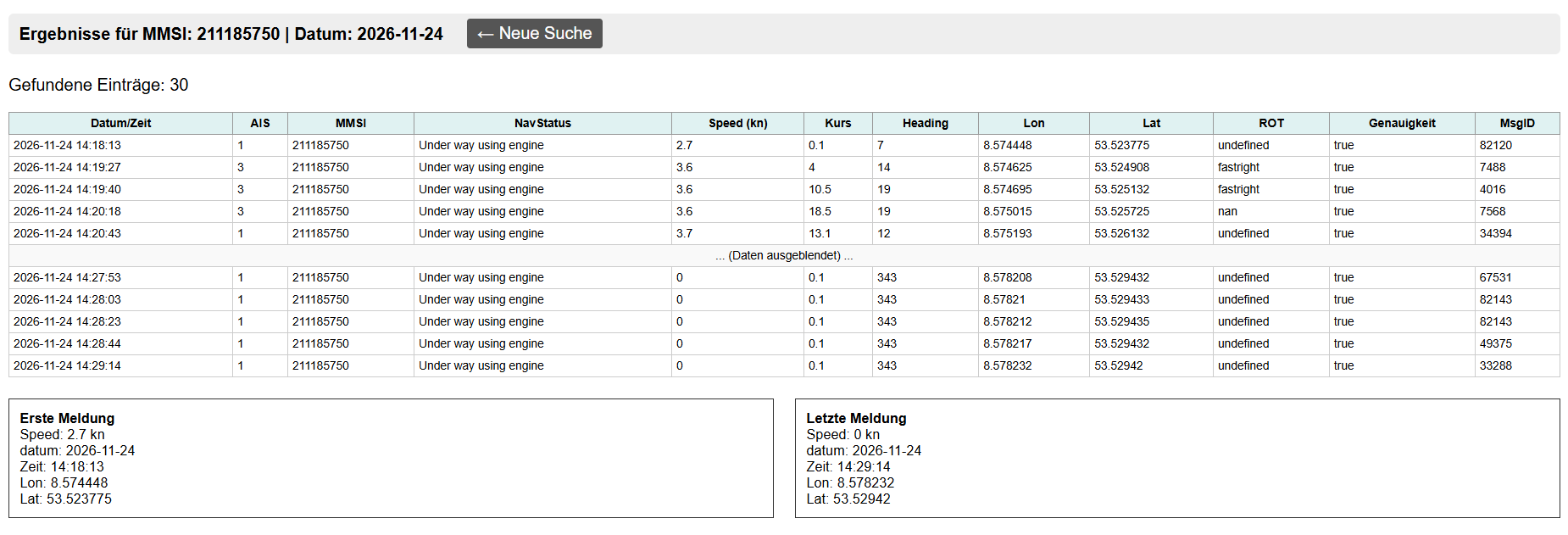 Ergebnisse für MMSI: 211185750 | Datum: 2026-11-24 ← Neue Suche
Gefundene Einträge: 30
Datum/Zeit AIS MMSI NavStatus Speed (kn) Kurs Heading Lon Lat ROT Genauigkeit MsgID
2026-11-24 14:18:13 1 211185750 Under way using engine 2.7 0.1 7 8.574448 53.523775 undefined true 82120
2026-11-24 14:19:27 3 211185750 Under way using engine 3.6 4 14 8.574625 53.524908 fastright true 7488
2026-11-24 14:19:40 3 211185750 Under way using engine 3.6 10.5 19 8.574695 53.525132 fastright true 4016
2026-11-24 14:20:18 3 211185750 Under way using engine 3.6 18.5 19 8.575015 53.525725 nan true 7568
2026-11-24 14:20:43 1 211185750 Under way using engine 3.7 13.1 12 8.575193 53.526132 undefined true 34394
... (Daten ausgeblendet) ...
2026-11-24 14:27:53 1 211185750 Under way using engine 0 0.1 343 8.578208 53.529432 undefined true 67531
2026-11-24 14:28:03 1 211185750 Under way using engine 0 0.1 343 8.57821 53.529433 undefined true 82143
2026-11-24 14:28:23 1 211185750 Under way using engine 0 0.1 343 8.578212 53.529435 undefined true 82143
2026-11-24 14:28:44 1 211185750 Under way using engine 0 0.1 343 8.578217 53.529432 undefined true 49375
2026-11-24 14:29:14 1 211185750 Under way using engine 0 0.1 343 8.578232 53.52942 undefined true 33288
Erste Meldung
Speed: 2.7 kn
datum: 2026-11-24
Zeit: 14:18:13
Lon: 8.574448
Lat: 53.523775
Letzte Meldung
Speed: 0 kn
datum: 2026-11-24
Zeit: 14:29:14
Lon: 8.578232
Lat: 53.52942